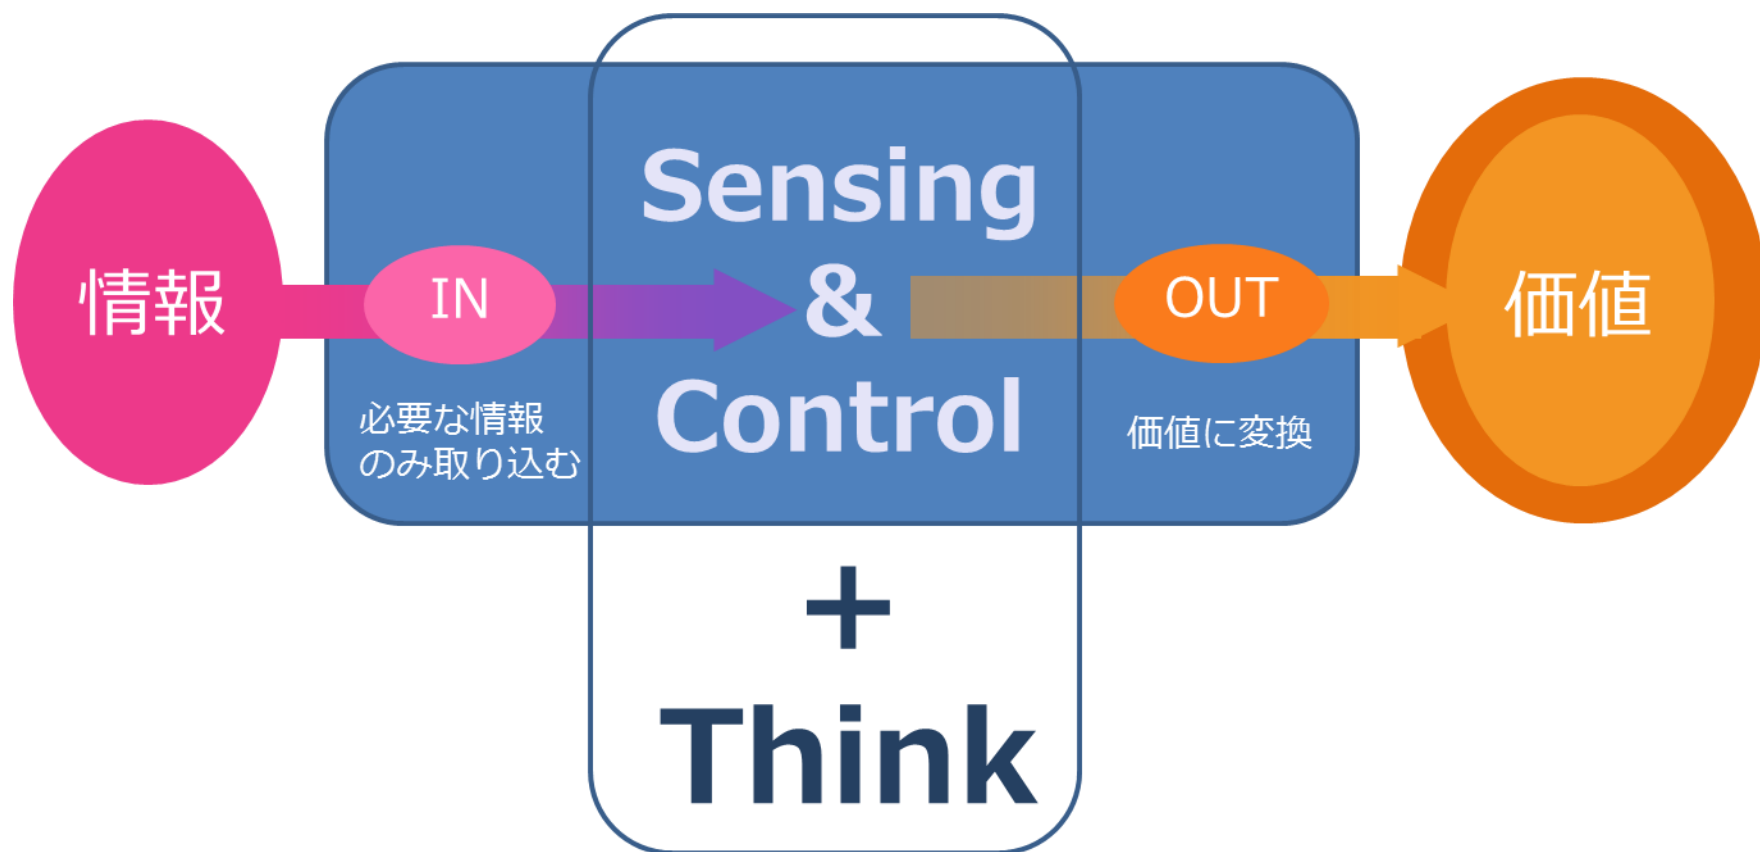 情報
IN
必要な情報
のみ取り込む
Sensing
&
Control
+
Think
OUT
価値に変換
価値